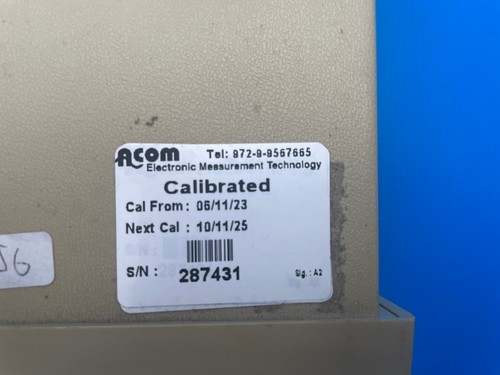 ACOM Tel: 972-9-9567665
Electronic Measurement Technology
Calibrated
Cal From : 06/11/23
Next Cal : 10/11/25
S/N : 287431
Sig. : A2